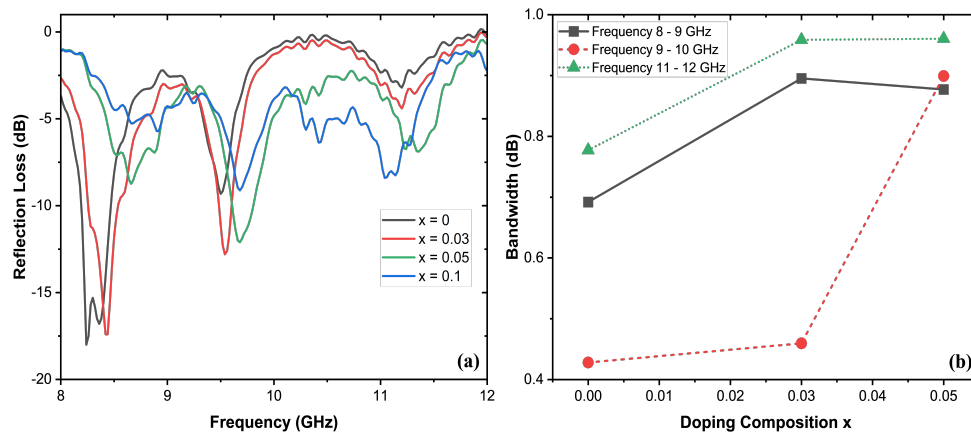 0
-5
-10
-15
-20
8
9
10
11
12
Reflection Loss (dB)
Frequency (GHz)
x = 0
x = 0.03
x = 0.05
x = 0.1
(a)
1.0
0.8
0.6
0.4
0.00
0.01
0.02
0.03
0.04
0.05
Bandwidth (dB)
Doping Composition x
Frequency 8 - 9 GHz
Frequency 9 - 10 GHz
Frequency 11 - 12 GHz
(b)